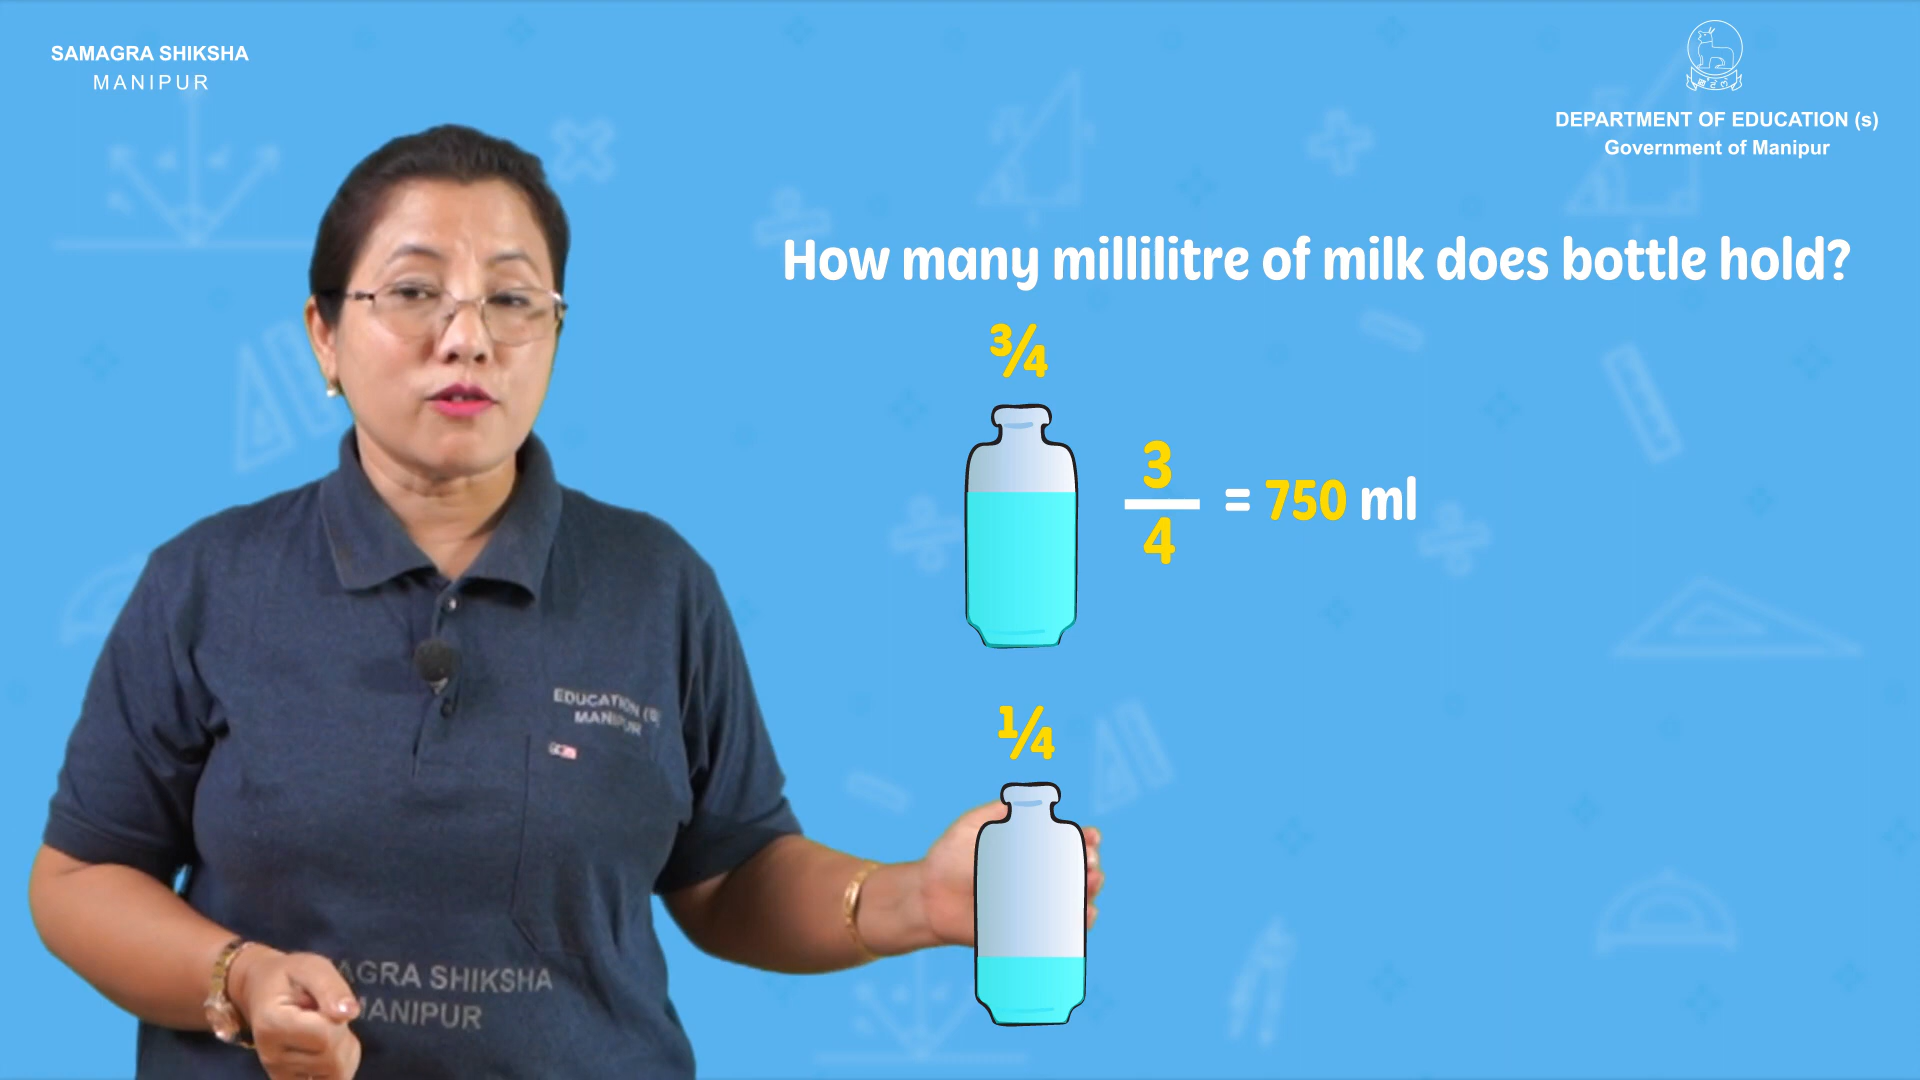 SAMAGRA SHIKSHA
MANIPUR
DEPARTMENT OF EDUCATION (s)
Government of Manipur
How many millilitre of milk does bottle hold?
¾
3
4
= 750 ml
¼
EDUCATION (S)
MANIPUR
AGRA SHIKSHA
MANIPUR